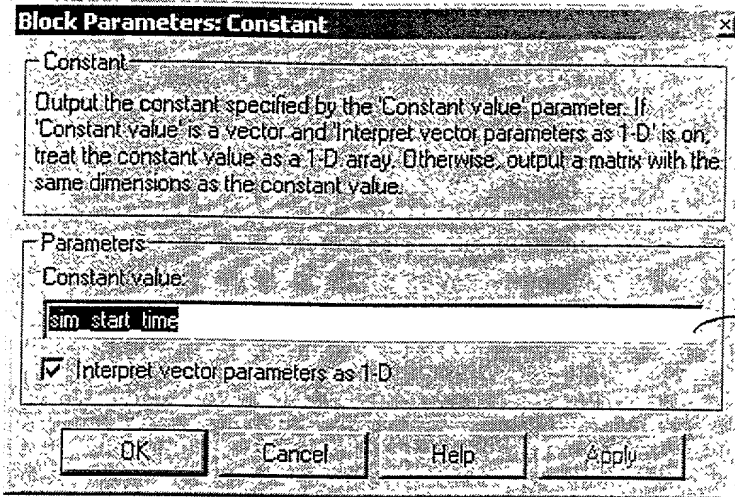 Block Parameters: Constant
Constant
Output the constant specified by the 'Constant value' parameter. If
'Constant value' is a vector and 'Interpret vector parameters as 1-D' is on,
treat the constant value as a 1-D array. Otherwise, output a matrix with the
same dimensions as the constant value.
Parameters
Constant value:
sim_start_time
Interpret vector parameters as 1-D
OK Cancel Help Apply